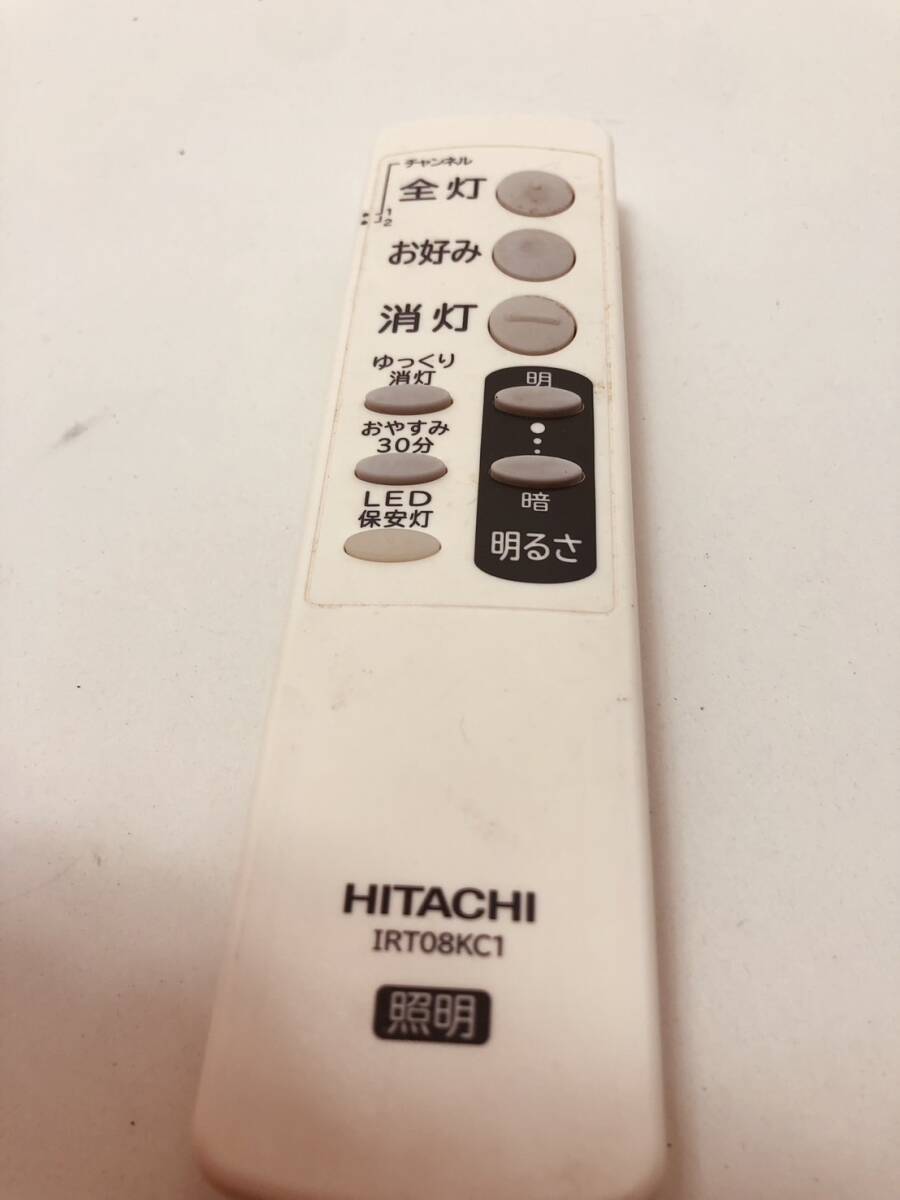 チャンネル
全灯
1
2
お好み
消灯
ゆっくり
消灯
明
おやすみ
30分
暗
LED
保安灯
明るさ
HITACHI
IRT08KC1
照明